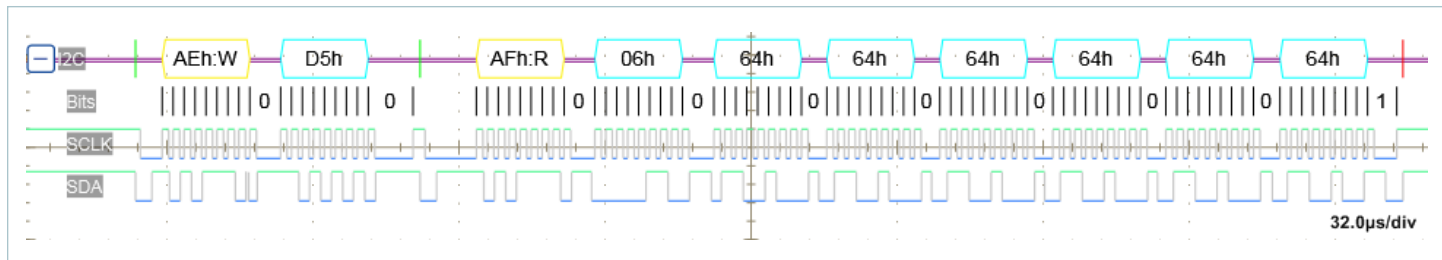 I2C AEh:W D5h AFh:R 06h 64h 64h 64h 64h 64h 64h
Bits 0 0 0 0 0 0 0 0 0 1
SCLK
SDA
32.0µs/div